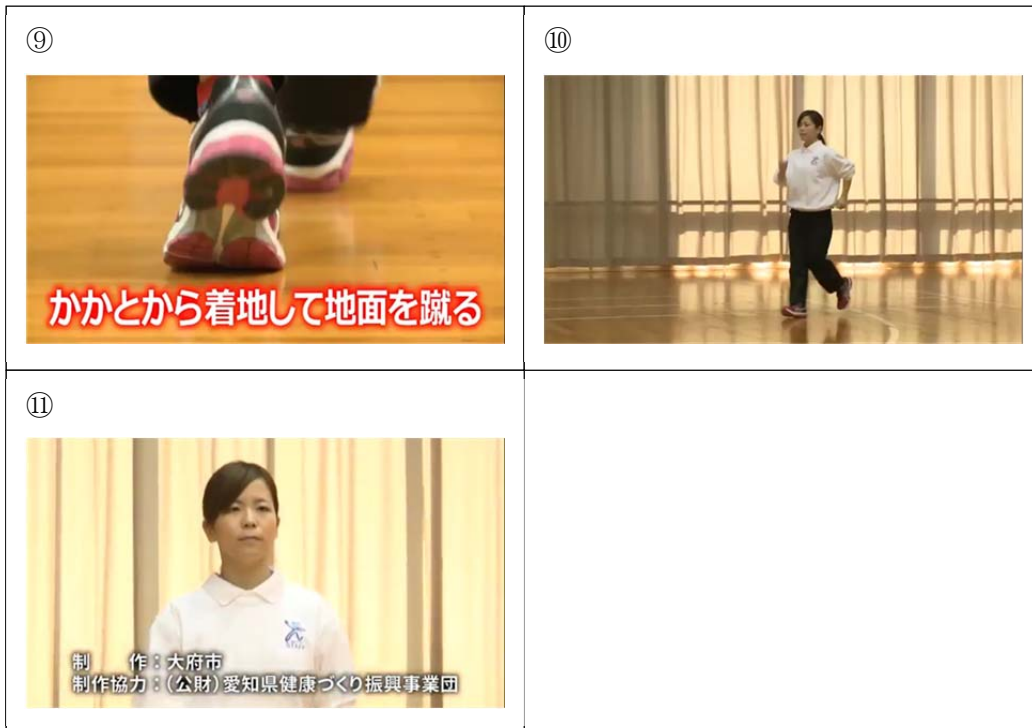 ⑨
かかとから着地して地面を蹴る
⑩
⑪
制　　作：大府市
制作協力：(公財)愛知県健康づくり振興事業団